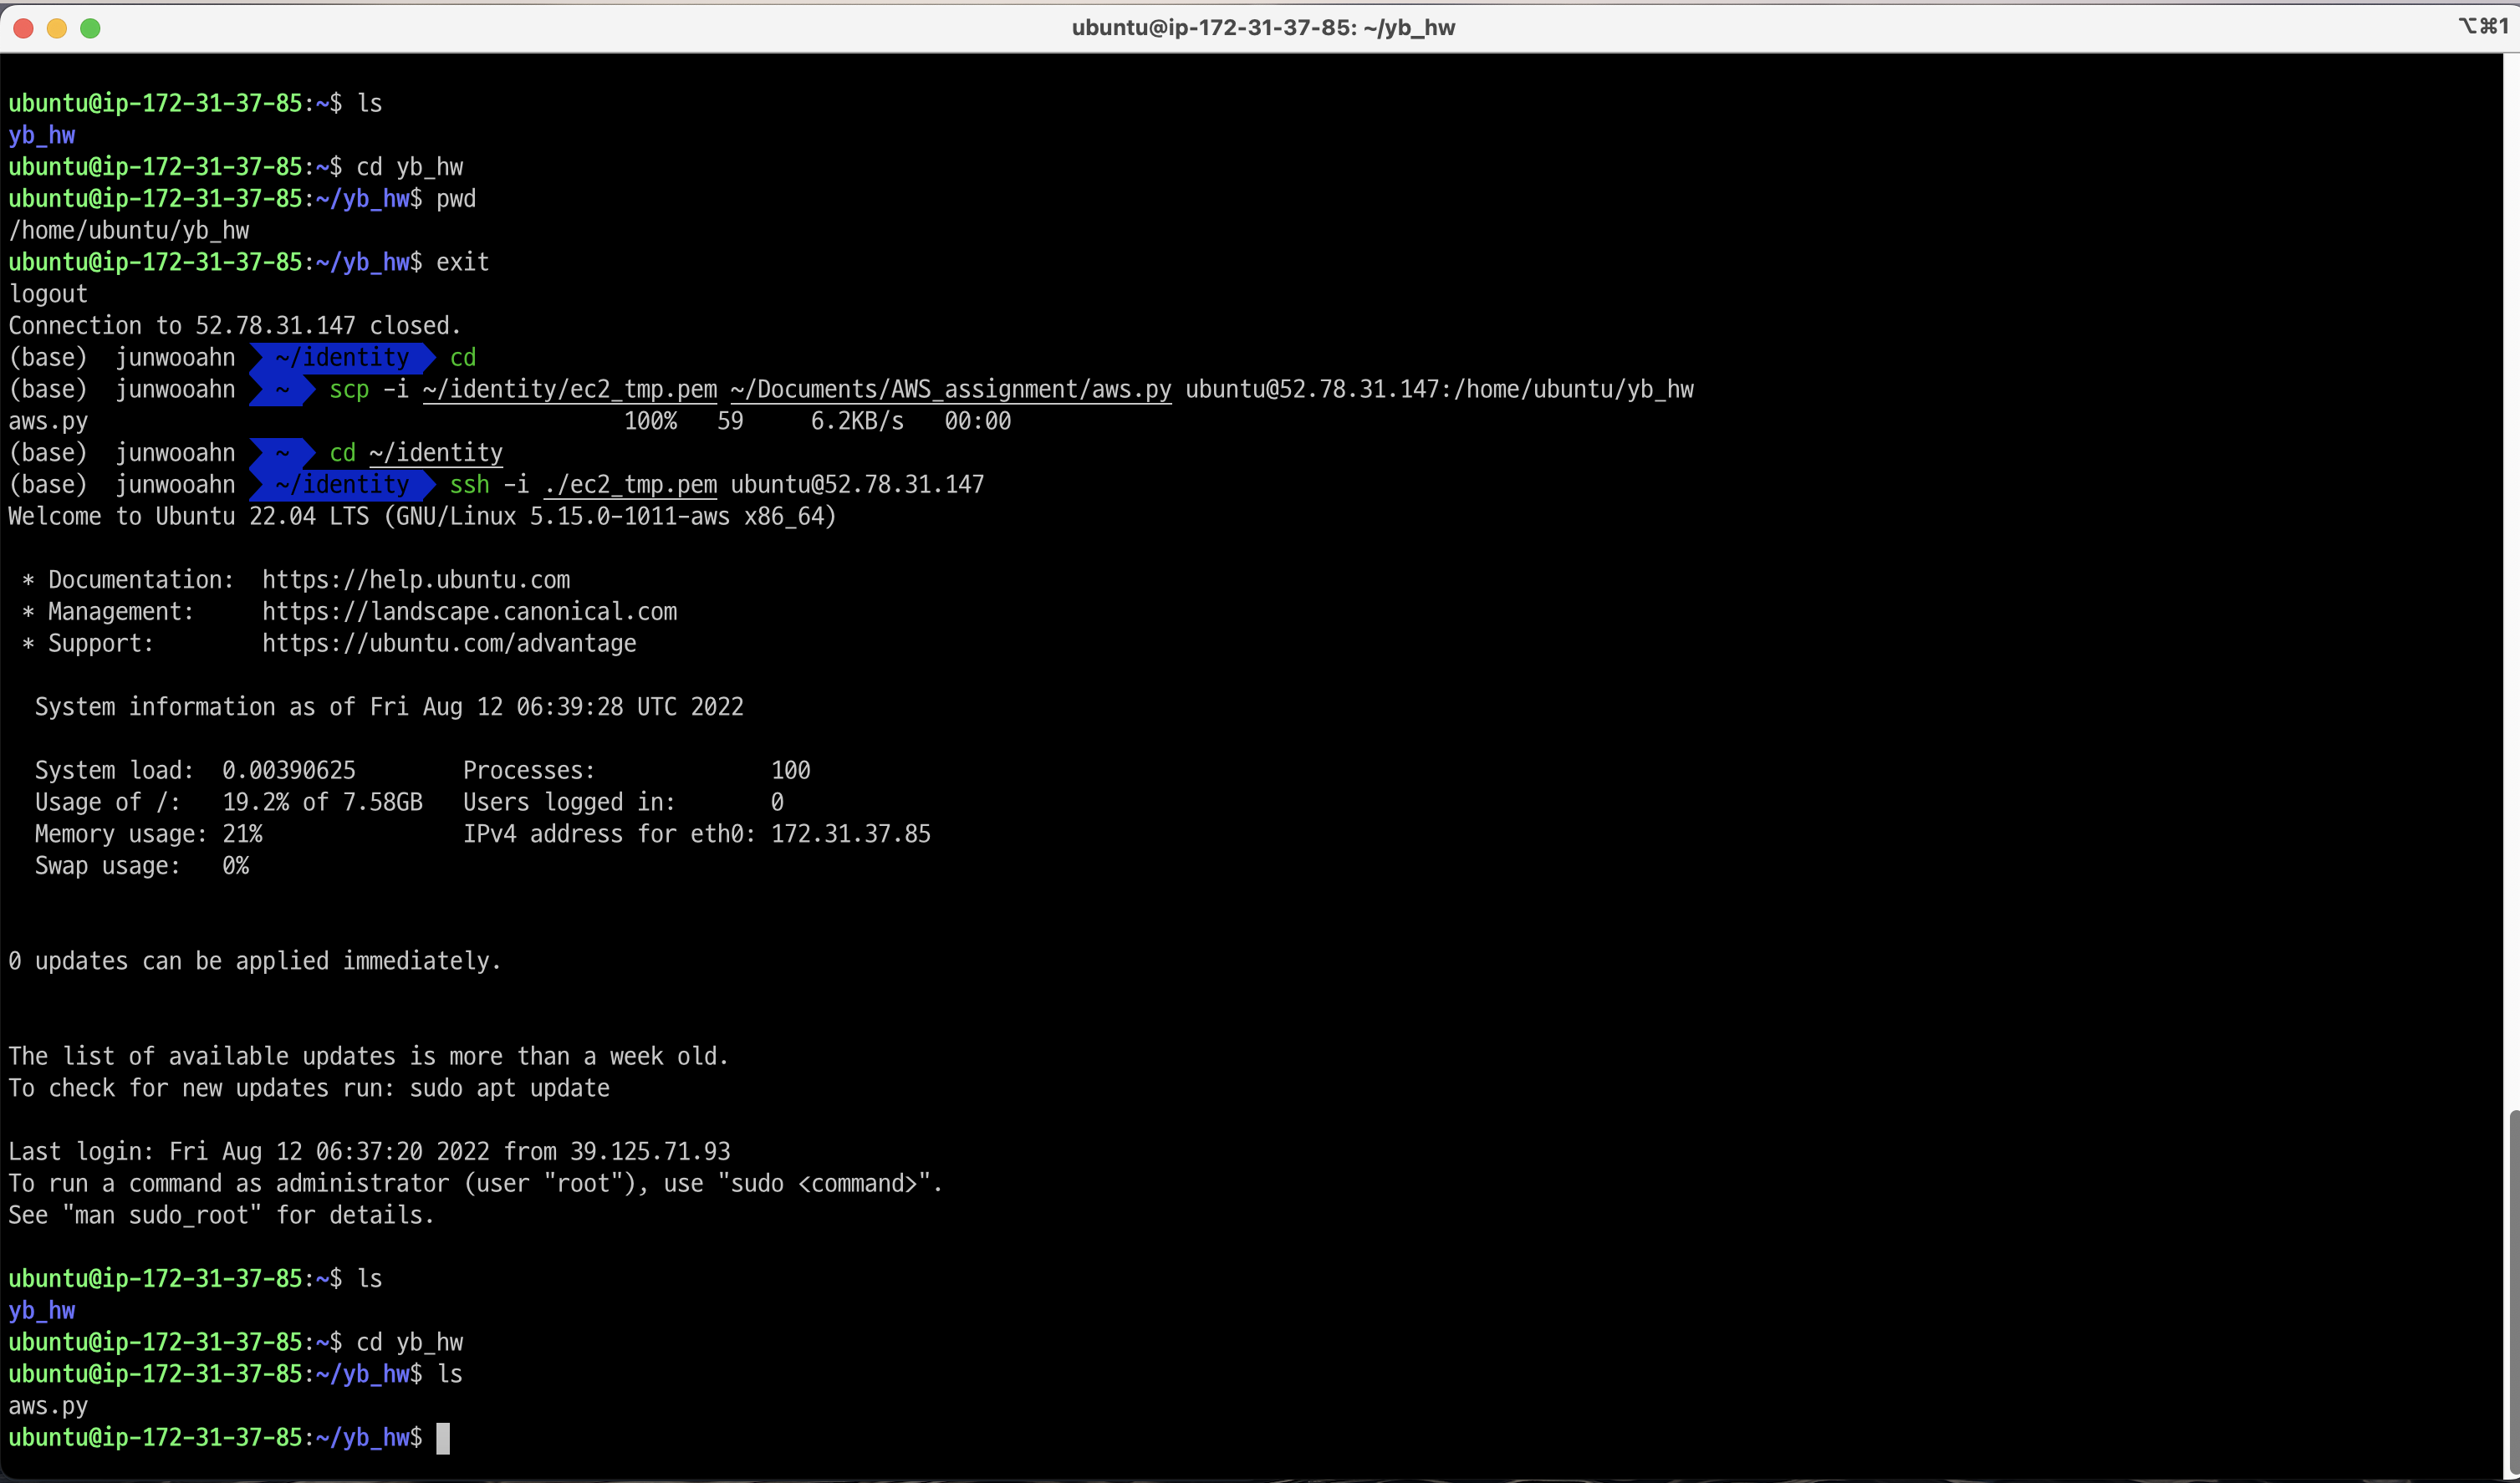 ubuntu@ip-172-31-37-85: ~/yb_hw
⌥⌘1
ubuntu@ip-172-31-37-85:~$ ls
yb_hw
ubuntu@ip-172-31-37-85:~$ cd yb_hw
ubuntu@ip-172-31-37-85:~/yb_hw$ pwd
/home/ubuntu/yb_hw
ubuntu@ip-172-31-37-85:~/yb_hw$ exit
logout
Connection to 52.78.31.147 closed.
(base)  junwooahn  ~/identity  cd
(base)  junwooahn  ~  scp -i ~/identity/ec2_tmp.pem ~/Documents/AWS_assignment/aws.py ubuntu@52.78.31.147:/home/ubuntu/yb_hw
aws.py                                        100%   59     6.2KB/s   00:00
(base)  junwooahn  ~  cd ~/identity
(base)  junwooahn  ~/identity  ssh -i ./ec2_tmp.pem ubuntu@52.78.31.147
Welcome to Ubuntu 22.04 LTS (GNU/Linux 5.15.0-1011-aws x86_64)
* Documentation:  https://help.ubuntu.com
* Management:     https://landscape.canonical.com
* Support:        https://ubuntu.com/advantage
System information as of Fri Aug 12 06:39:28 UTC 2022
System load:  0.00390625        Processes:             100
Usage of /:   19.2% of 7.58GB   Users logged in:       0
Memory usage: 21%               IPv4 address for eth0: 172.31.37.85
Swap usage:   0%
0 updates can be applied immediately.
The list of available updates is more than a week old.
To check for new updates run: sudo apt update
Last login: Fri Aug 12 06:37:20 2022 from 39.125.71.93
To run a command as administrator (user "root"), use "sudo <command>".
See "man sudo_root" for details.
ubuntu@ip-172-31-37-85:~$ ls
yb_hw
ubuntu@ip-172-31-37-85:~$ cd yb_hw
ubuntu@ip-172-31-37-85:~/yb_hw$ ls
aws.py
ubuntu@ip-172-31-37-85:~/yb_hw$